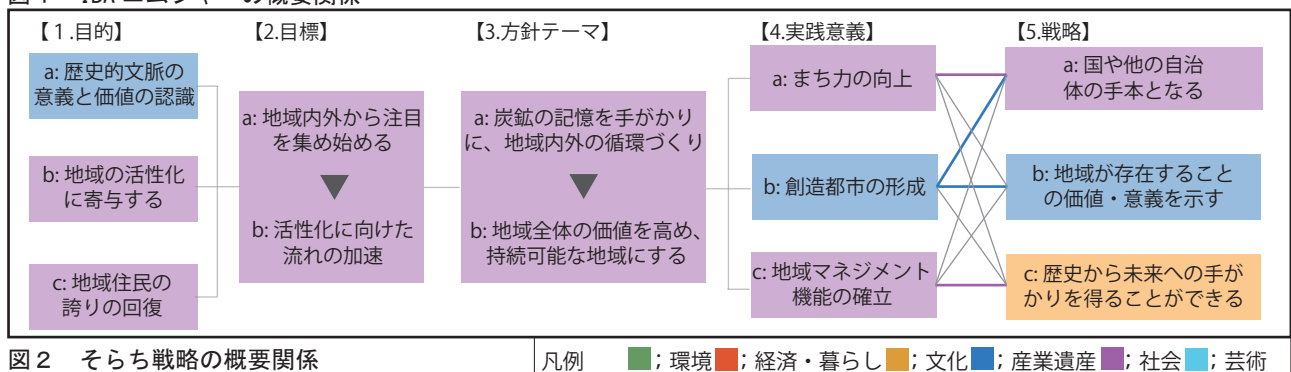 【１.目的】
【2.目標】
【3.方針テーマ】
【4.実践意義】
【5.戦略】
a: 歴史的文脈の
意義と価値の認識
b: 地域の活性化
に寄与する
c: 地域住民の
誇りの回復
a: 地域内外から注目
を集め始める
▼
b: 活性化に向けた
流れの加速
a: 炭鉱の記憶を手がかり
に、地域内外の循環づくり
▼
b: 地域全体の価値を高め、
持続可能な地域にする
a: まち力の向上
b: 創造都市の形成
c: 地域マネジメント
機能の確立
a: 国や他の自治
体の手本となる
b: 地域が存在すること
の価値・意義を示す
c: 歴史から未来への手が
かりを得ることができる
図２　そらち戦略の概要関係
凡例　■；環境■；経済・暮らし■；文化■；産業遺産■；社会■；芸術